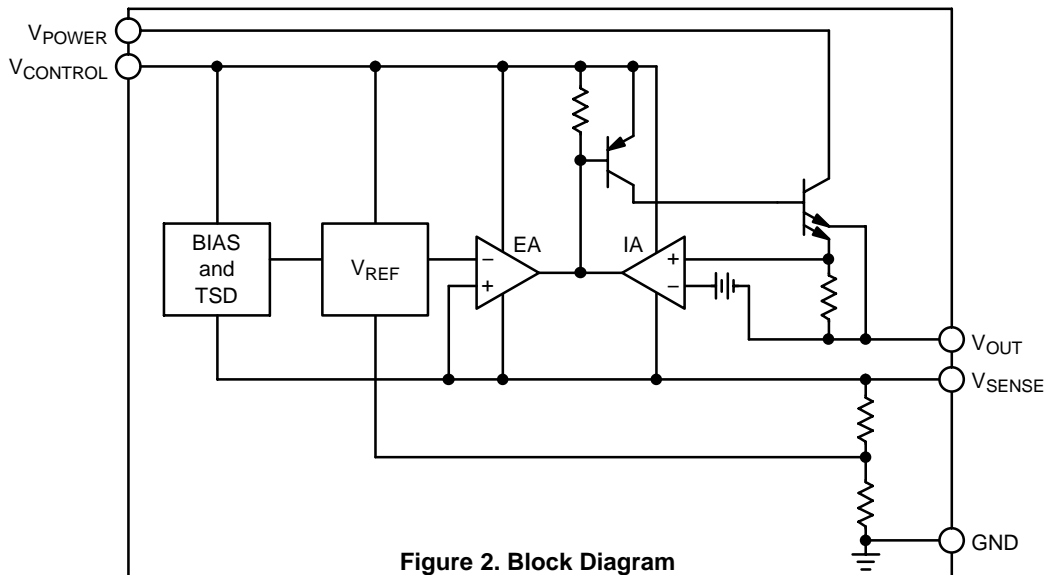 VPOWER
VCONTROL
BIAS
and
TSD
VREF
EA
IA
−
+
+
−
VOUT
VSENSE
GND
Figure 2. Block Diagram